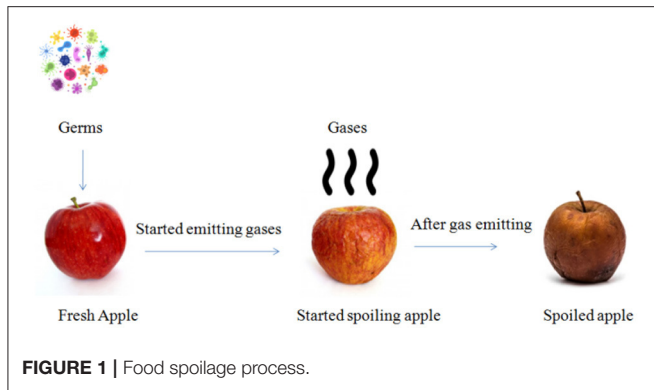 Germs
Gases
Started emitting gases
After gas emitting
Fresh Apple
Started spoiling apple
Spoiled apple
FIGURE 1 | Food spoilage process.